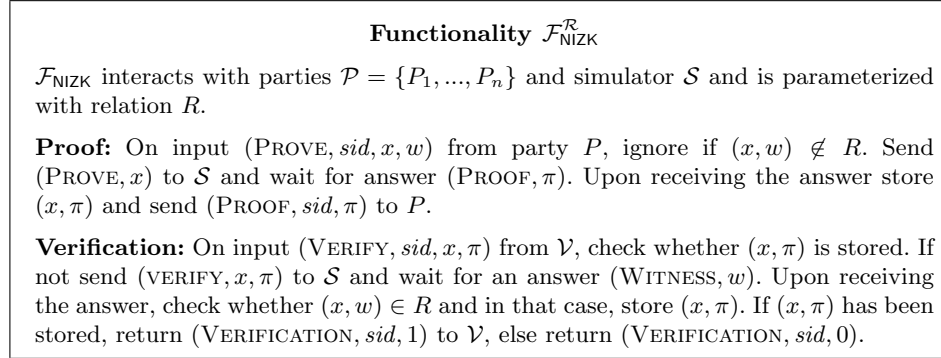 Functionality $\mathcal{F}_{\mathsf{NIZK}}^{\mathcal{R}}$
$\mathcal{F}_{\mathsf{NIZK}}$ interacts with parties $\mathcal{P} = \{P_1, ..., P_n\}$ and simulator $\mathcal{S}$ and is parameterized
with relation $R$.
Proof: On input (PROVE, sid, $x$, $w$) from party $P$, ignore if $(x, w) \notin R$. Send
(PROVE, $x$) to $\mathcal{S}$ and wait for answer (PROOF, $\pi$). Upon receiving the answer store
$(x, \pi)$ and send (PROOF, sid, $\pi$) to $P$.
Verification: On input (VERIFY, sid, $x$, $\pi$) from $\mathcal{V}$, check whether $(x, \pi)$ is stored. If
not send (VERIFY, $x$, $\pi$) to $\mathcal{S}$ and wait for an answer (WITNESS, $w$). Upon receiving
the answer, check whether $(x, w) \in R$ and in that case, store $(x, \pi)$. If $(x, \pi)$ has been
stored, return (VERIFICATION, sid, 1) to $\mathcal{V}$, else return (VERIFICATION, sid, 0).